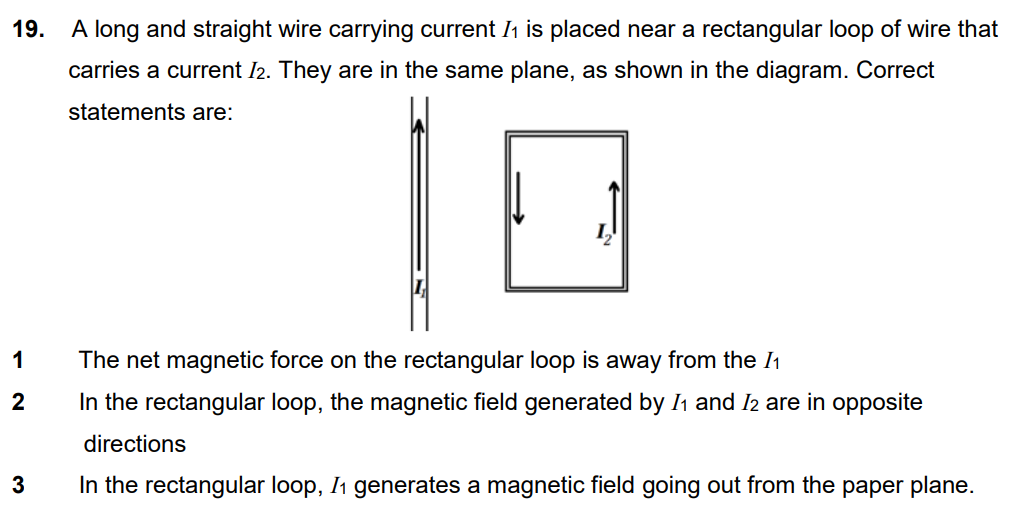 19. A long and straight wire carrying current I₁ is placed near a rectangular loop of wire that
carries a current I₂. They are in the same plane, as shown in the diagram. Correct
statements are:
I₂
I₁
1 The net magnetic force on the rectangular loop is away from the I₁
2 In the rectangular loop, the magnetic field generated by I₁ and I₂ are in opposite
directions
3 In the rectangular loop, I₁ generates a magnetic field going out from the paper plane.